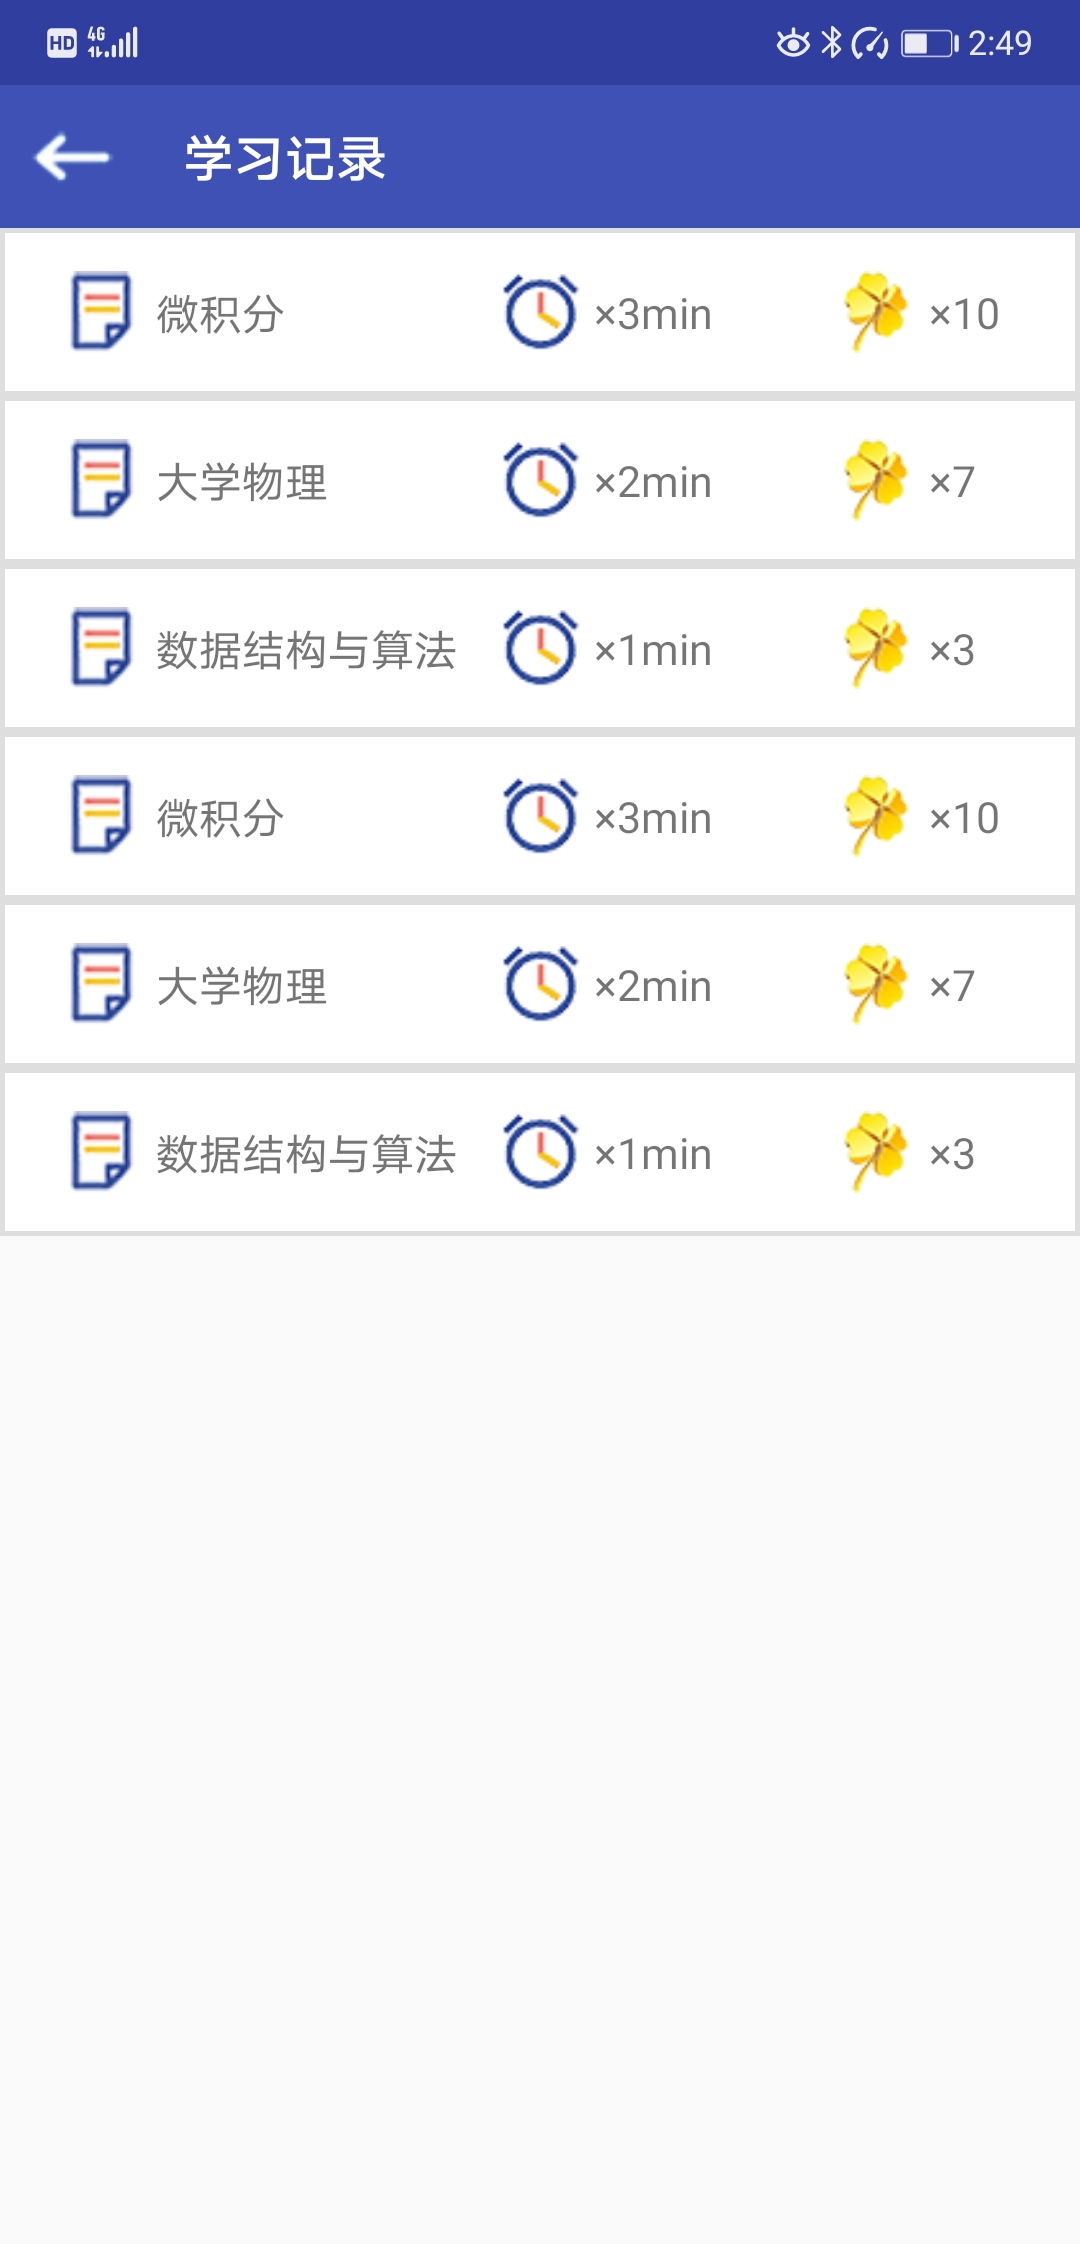 HD 4G 2:49
学习记录
微积分 ×3min ×10
大学物理 ×2min ×7
数据结构与算法 ×1min ×3
微积分 ×3min ×10
大学物理 ×2min ×7
数据结构与算法 ×1min ×3